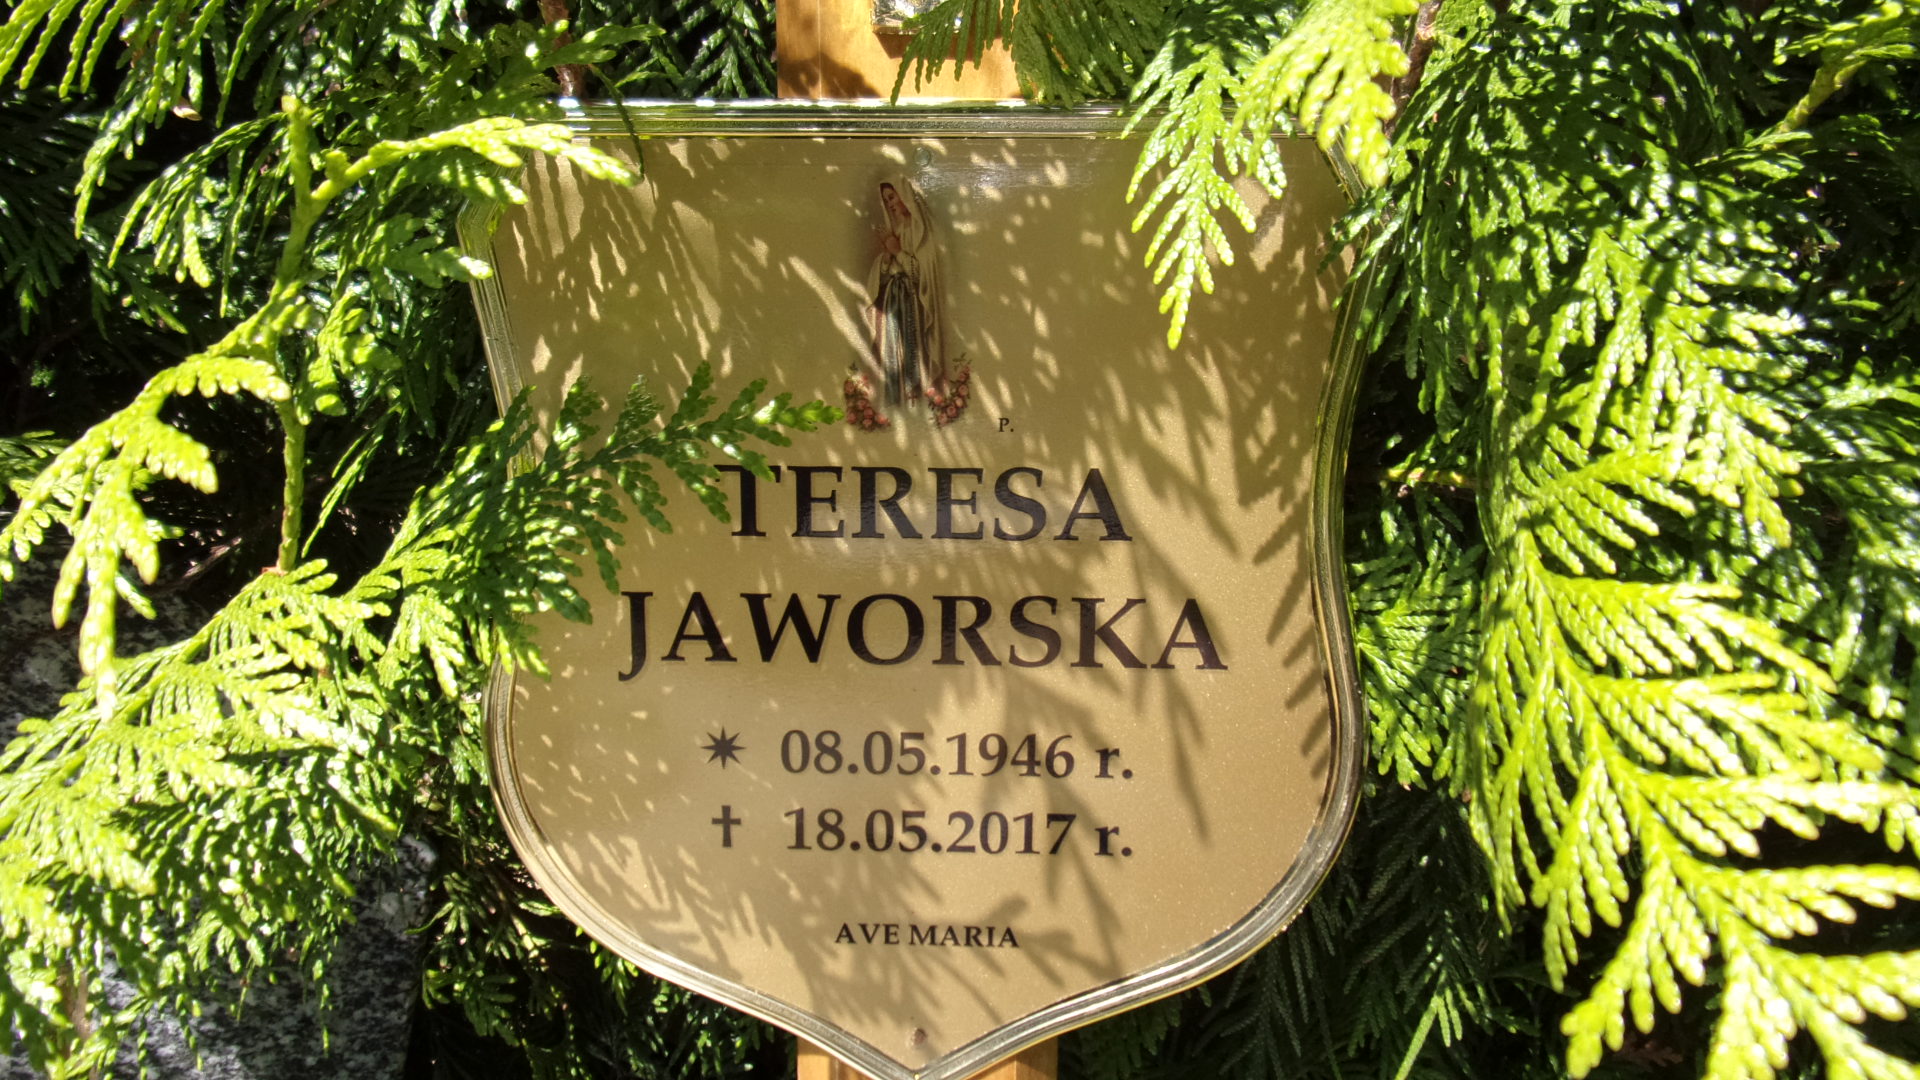 P.
TERESA
JAWORSKA
✷ 08.05.1946 r.
✝ 18.05.2017 r.
AVE MARIA